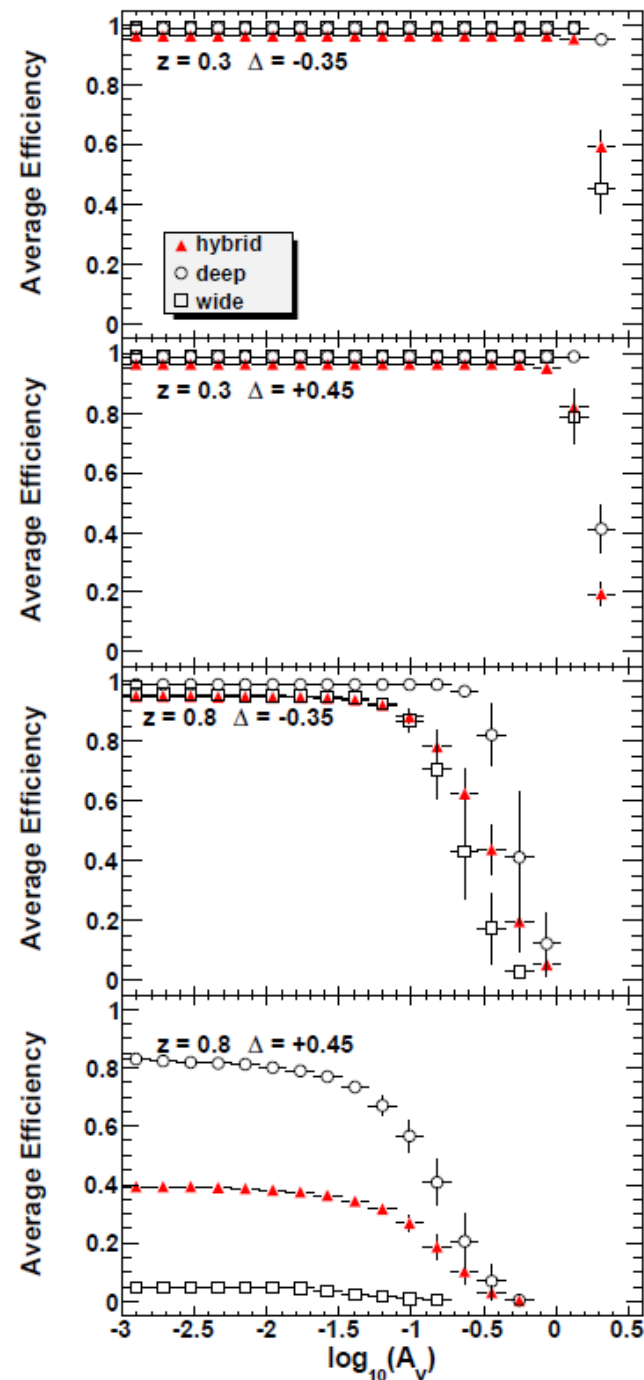 Average Efficiency
1
0.8
0.6
0.4
0.2
0
z = 0.3 Δ = -0.35
hybrid
deep
wide
Average Efficiency
1
0.8
0.6
0.4
0.2
0
z = 0.3 Δ = +0.45
Average Efficiency
1
0.8
0.6
0.4
0.2
0
z = 0.8 Δ = -0.35
Average Efficiency
1
0.8
0.6
0.4
0.2
0
z = 0.8 Δ = +0.45
-3 -2.5 -2 -1.5 -1 -0.5 0 0.5
log₁₀(Aᵥ)